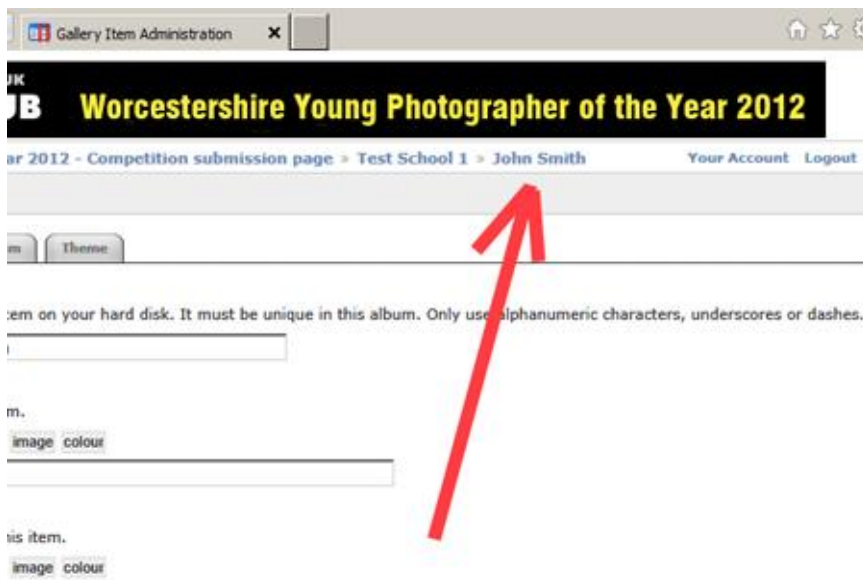 Gallery Item Administration
UK
UB Worcestershire Young Photographer of the Year 2012
ar 2012 - Competition submission page » Test School 1 » John Smith Your Account Logout
m Theme
tem on your hard disk. It must be unique in this album. Only use alphanumeric characters, underscores or dashes.
m.
image colour
his item.
image colour